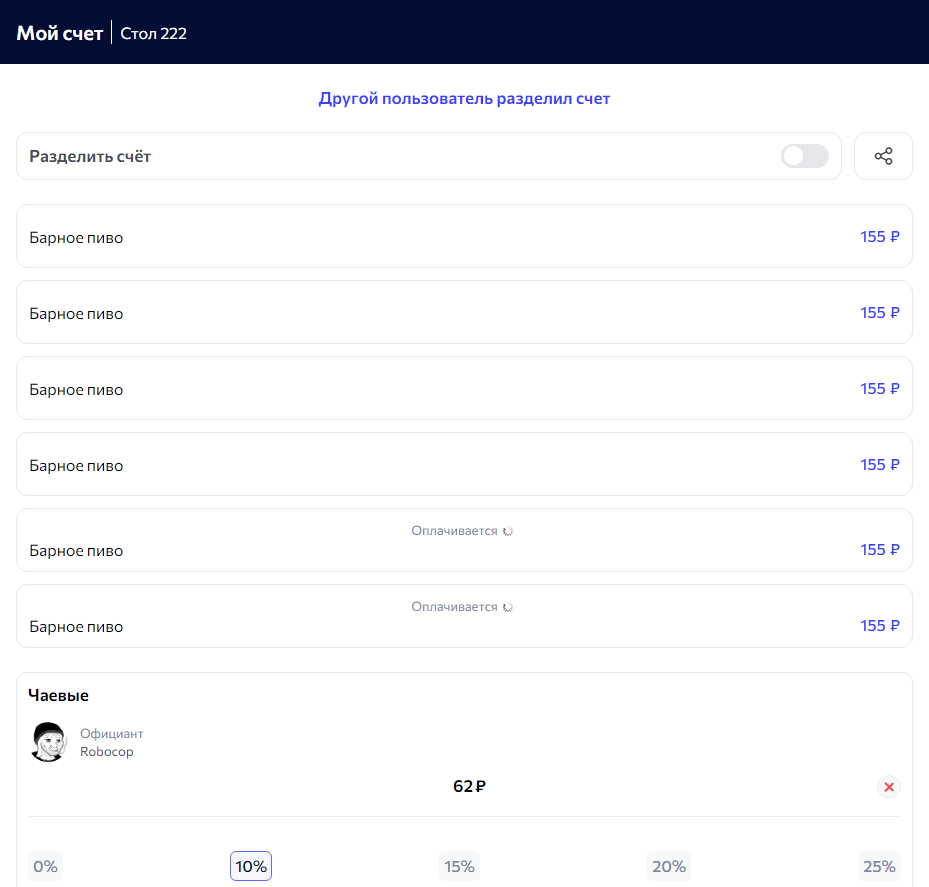 Мой счет Стол 222
Другой пользователь разделил счет
Разделить счёт
Барное пиво 155 ₽
Барное пиво 155 ₽
Барное пиво 155 ₽
Барное пиво 155 ₽
Оплачивается
Барное пиво 155 ₽
Оплачивается
Барное пиво 155 ₽
Чаевые
Официант
Robocop
62 ₽
0% 10% 15% 20% 25%